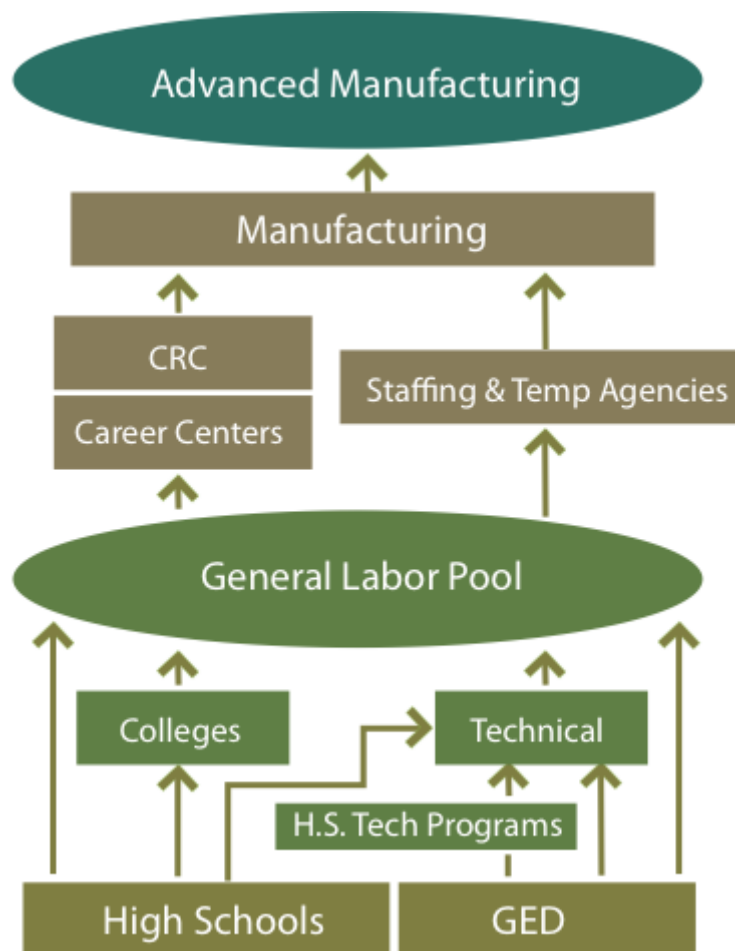 Advanced Manufacturing
Manufacturing
CRC
Staffing & Temp Agencies
Career Centers
General Labor Pool
Colleges
Technical
H.S. Tech Programs
High Schools
GED